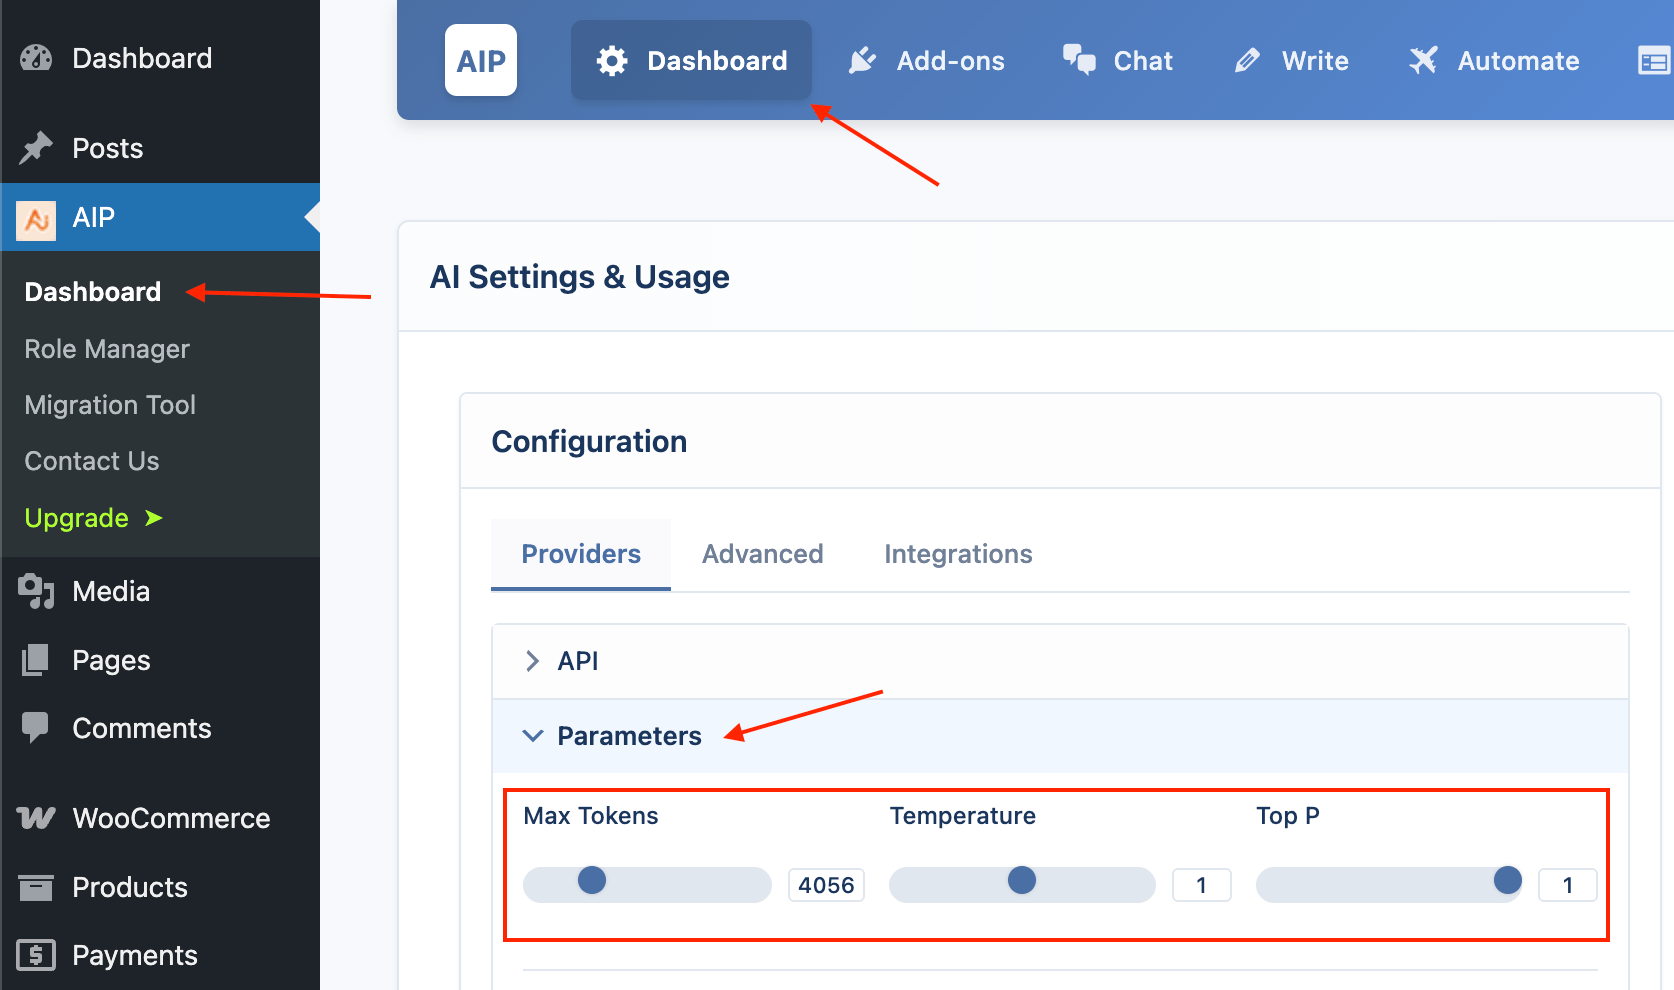 Dashboard
Posts
AIP
Dashboard
Role Manager
Migration Tool
Contact Us
Upgrade ➤
Media
Pages
Comments
WooCommerce
Products
Payments
AIP
Dashboard
Add-ons
Chat
Write
Automate
AI Settings & Usage
Configuration
Providers
Advanced
Integrations
API
Parameters
Max Tokens
4056
Temperature
1
Top P
1